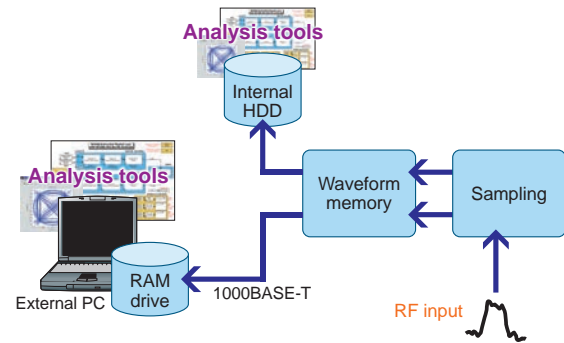 Analysis tools
Internal
HDD
Analysis tools
Waveform
memory
Sampling
RAM
drive
1000BASE-T
External PC
RF input